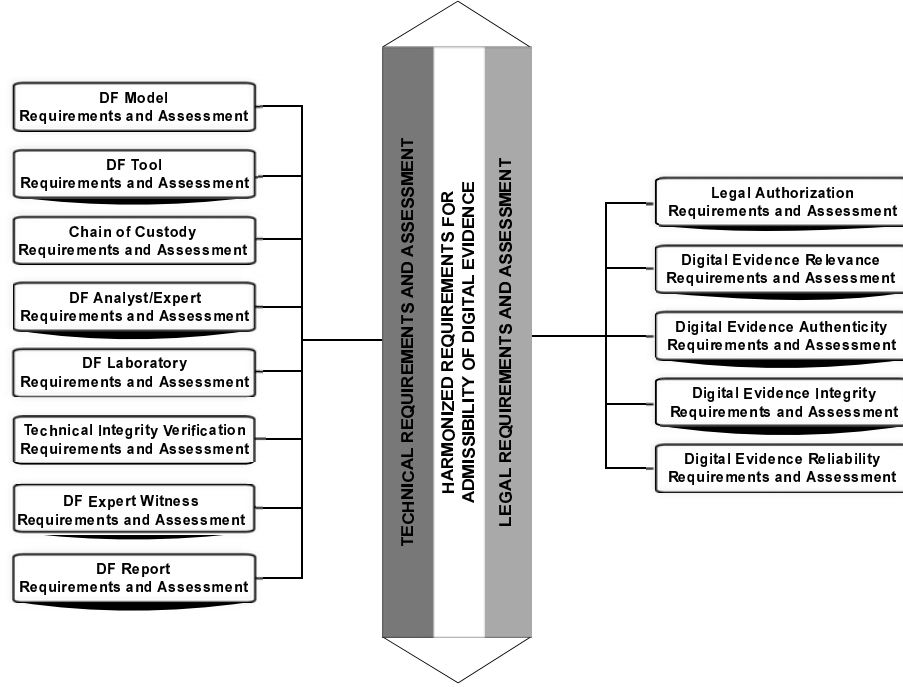 DF Model
Requirements and Assessment
DF Tool
Requirements and Assessment
Chain of Custody
Requirements and Assessment
DF Analyst/Expert
Requirements and Assessment
DF Laboratory
Requirements and Assessment
Technical Integrity Verification
Requirements and Assessment
DF Expert Witness
Requirements and Assessment
DF Report
Requirements and Assessment
TECHNICAL REQUIREMENTS AND ASSESSMENT
HARMONIZED REQUIREMENTS FOR
ADMISSIBILITY OF DIGITAL EVIDENCE
LEGAL REQUIREMENTS AND ASSESSMENT
Legal Authorization
Requirements and Assessment
Digital Evidence Relevance
Requirements and Assessment
Digital Evidence Authenticity
Requirements and Assessment
Digital Evidence Integrity
Requirements and Assessment
Digital Evidence Reliability
Requirements and Assessment